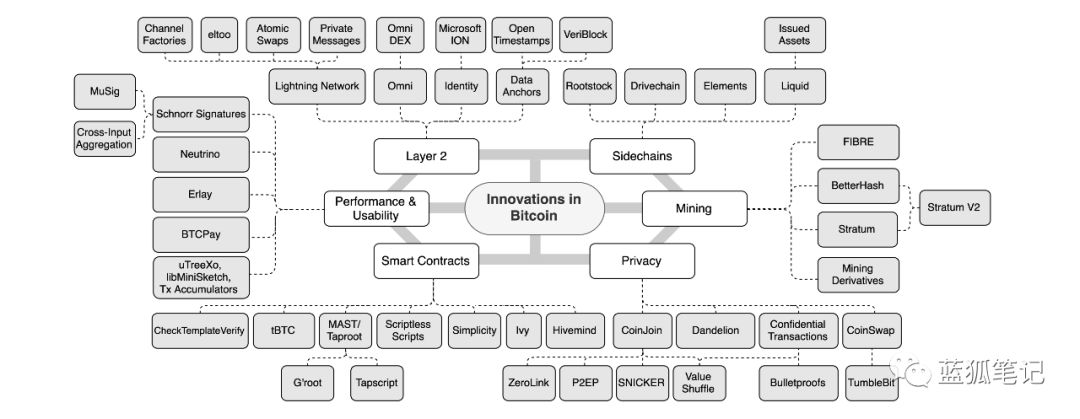 Channel
Factories
eltoo
Atomic
Swaps
Private
Messages
Omni
DEX
Microsoft
ION
Open
Timestamps
VeriBlock
Issued
Assets
Lightning Network
Omni
Identity
Data
Anchors
Rootstock
Drivechain
Elements
Liquid
MuSig
Cross-Input
Aggregation
Schnorr Signatures
Neutrino
Erlay
BTCPay
uTreeXo,
libMiniSketch,
Tx Accumulators
Layer 2
Sidechains
Performance &
Usability
Innovations in
Bitcoin
Mining
Smart Contracts
Privacy
FIBRE
BetterHash
Stratum
Mining
Derivatives
Stratum V2
CheckTemplateVerify
tBTC
MAST/
Taproot
Scriptless
Scripts
Simplicity
Ivy
Hivemind
CoinJoin
Dandelion
Confidential
Transactions
CoinSwap
G'root
Tapscript
ZeroLink
P2EP
SNICKER
Value
Shuffle
Bulletproofs
TumbleBit
蓝狐笔记